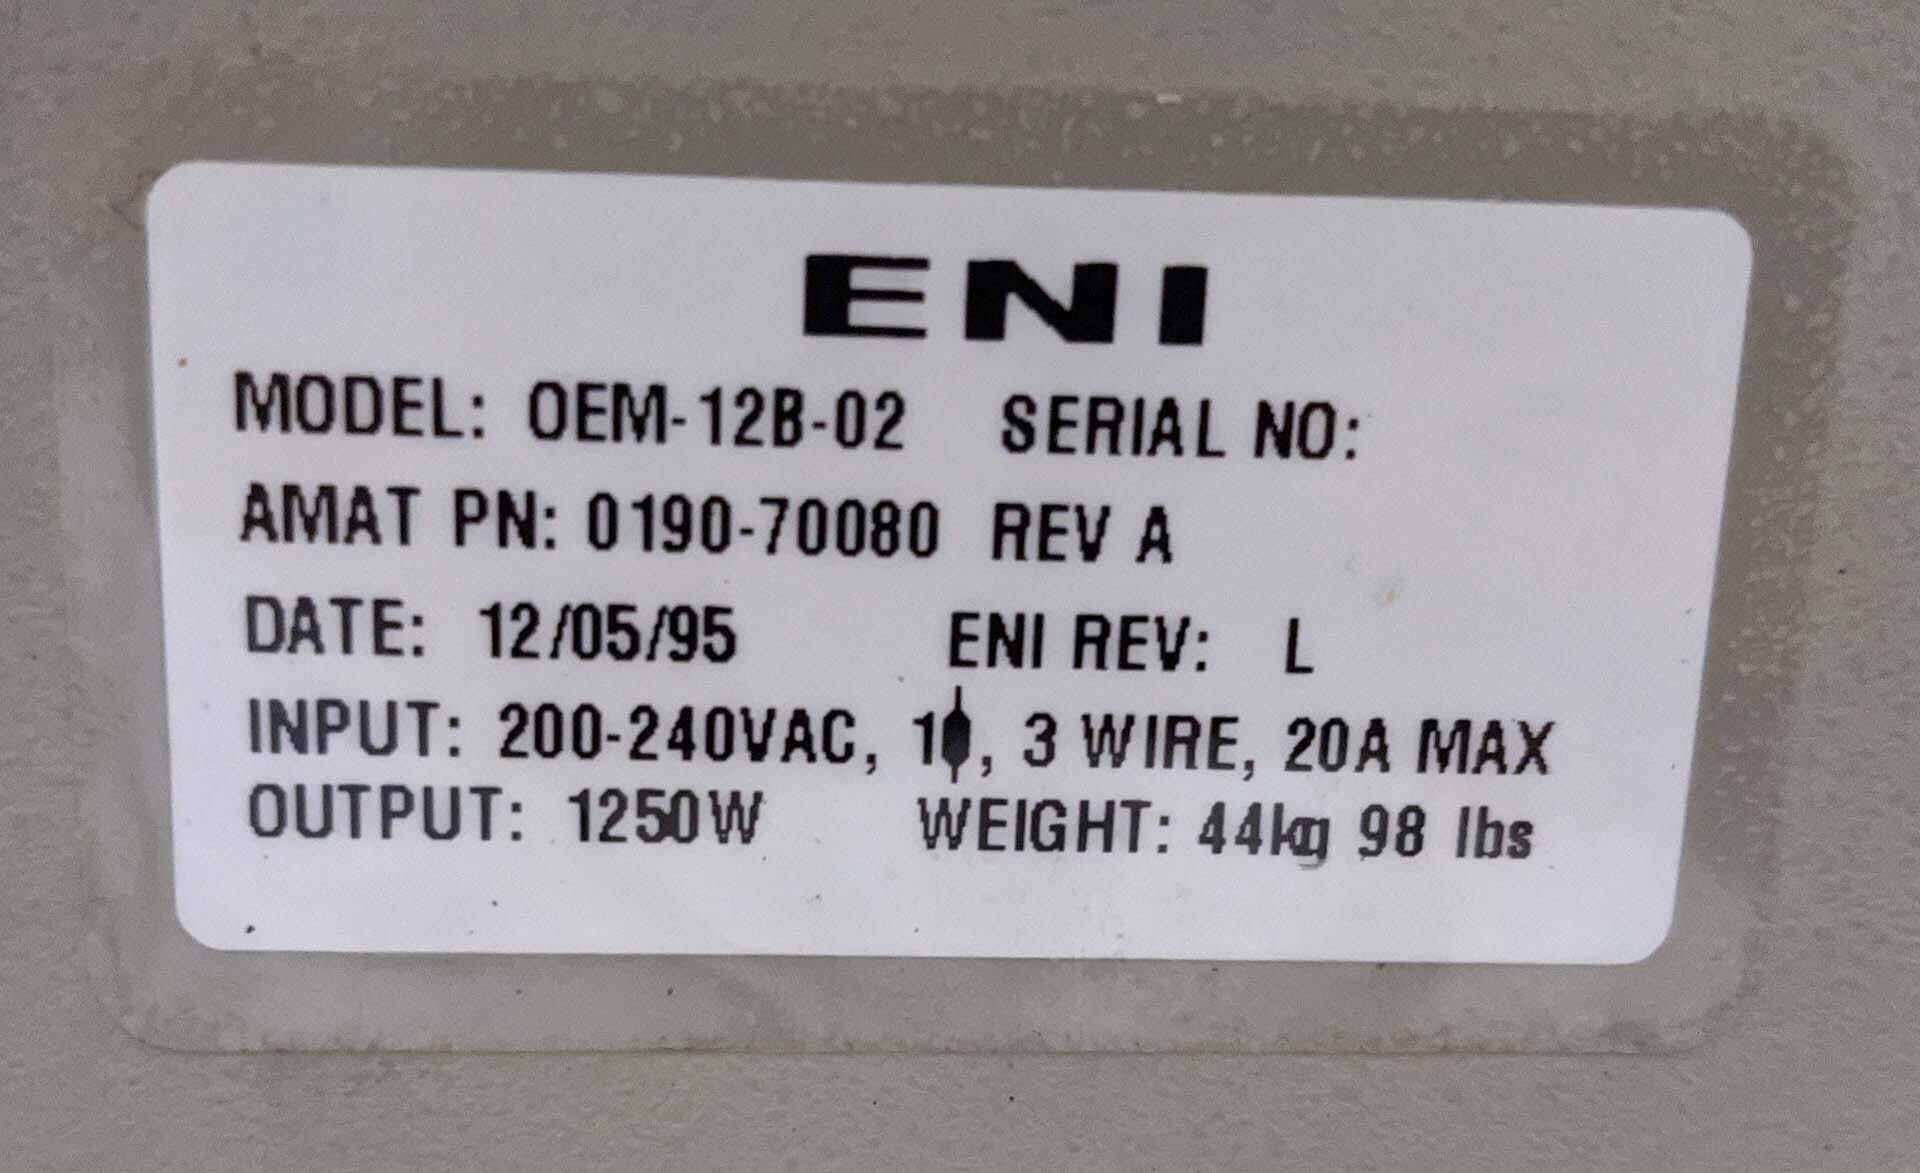 ENI
MODEL: OEM-12B-02 SERIAL NO:
AMAT PN: 0190-70080 REV A
DATE: 12/05/95 ENI REV: L
INPUT: 200-240VAC, 1ϕ, 3 WIRE, 20A MAX
OUTPUT: 1250W WEIGHT: 44kg 98 lbs